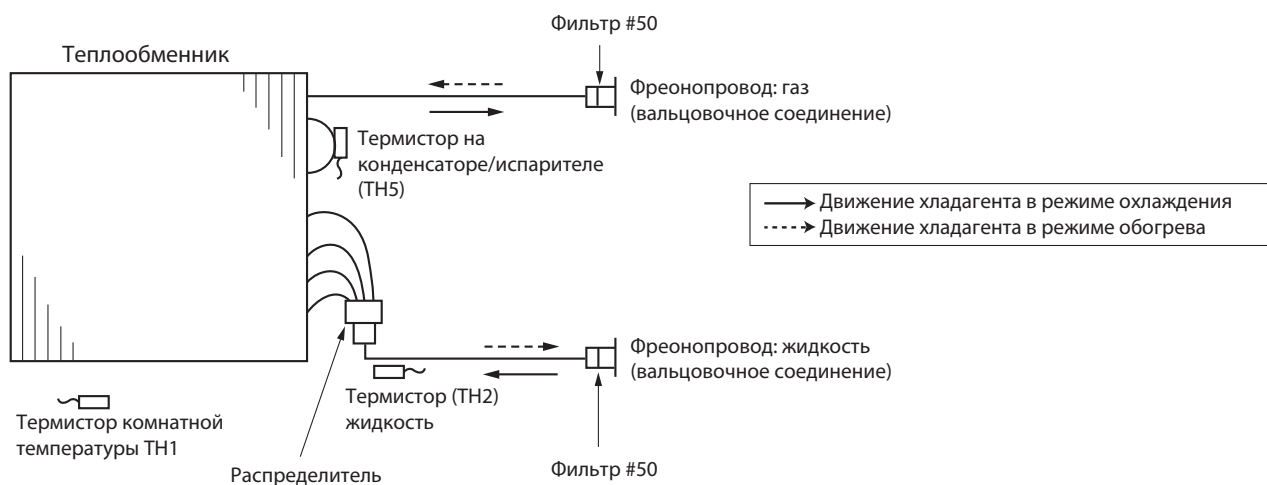 Фильтр #50
Теплообменник
Фреонопровод: газ
(вальцовочное соединение)
Термистор на
конденсаторе/испарителе
(TH5)
Движение хладагента в режиме охлаждения
Движение хладагента в режиме обогрева
Фреонопровод: жидкость
(вальцовочное соединение)
Термистор (TH2)
жидкость
Термистор комнатной
температуры TH1
Распределитель
Фильтр #50